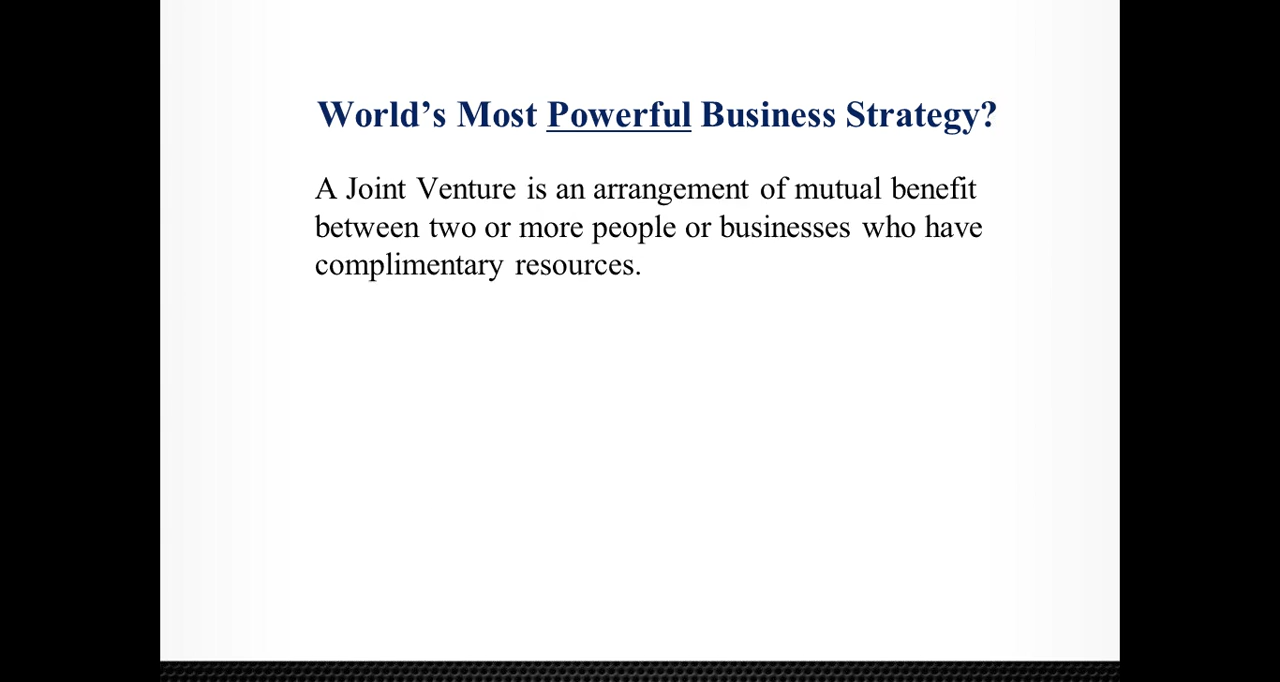 World’s Most Powerful Business Strategy?
A Joint Venture is an arrangement of mutual benefit
between two or more people or businesses who have
complimentary resources.